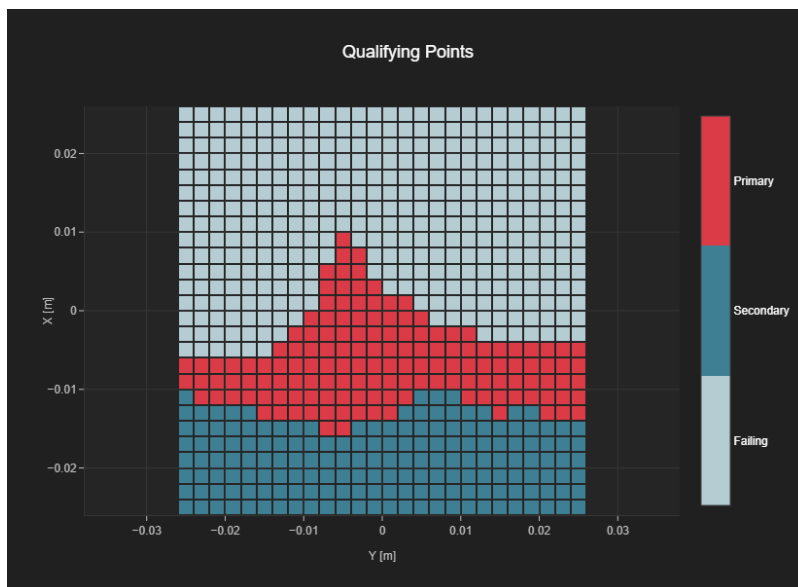 Qualifying Points
0.02
0.01
0
−0.01
−0.02
X [m]
−0.03
−0.02
−0.01
0
0.01
0.02
0.03
Y [m]
Primary
Secondary
Failing